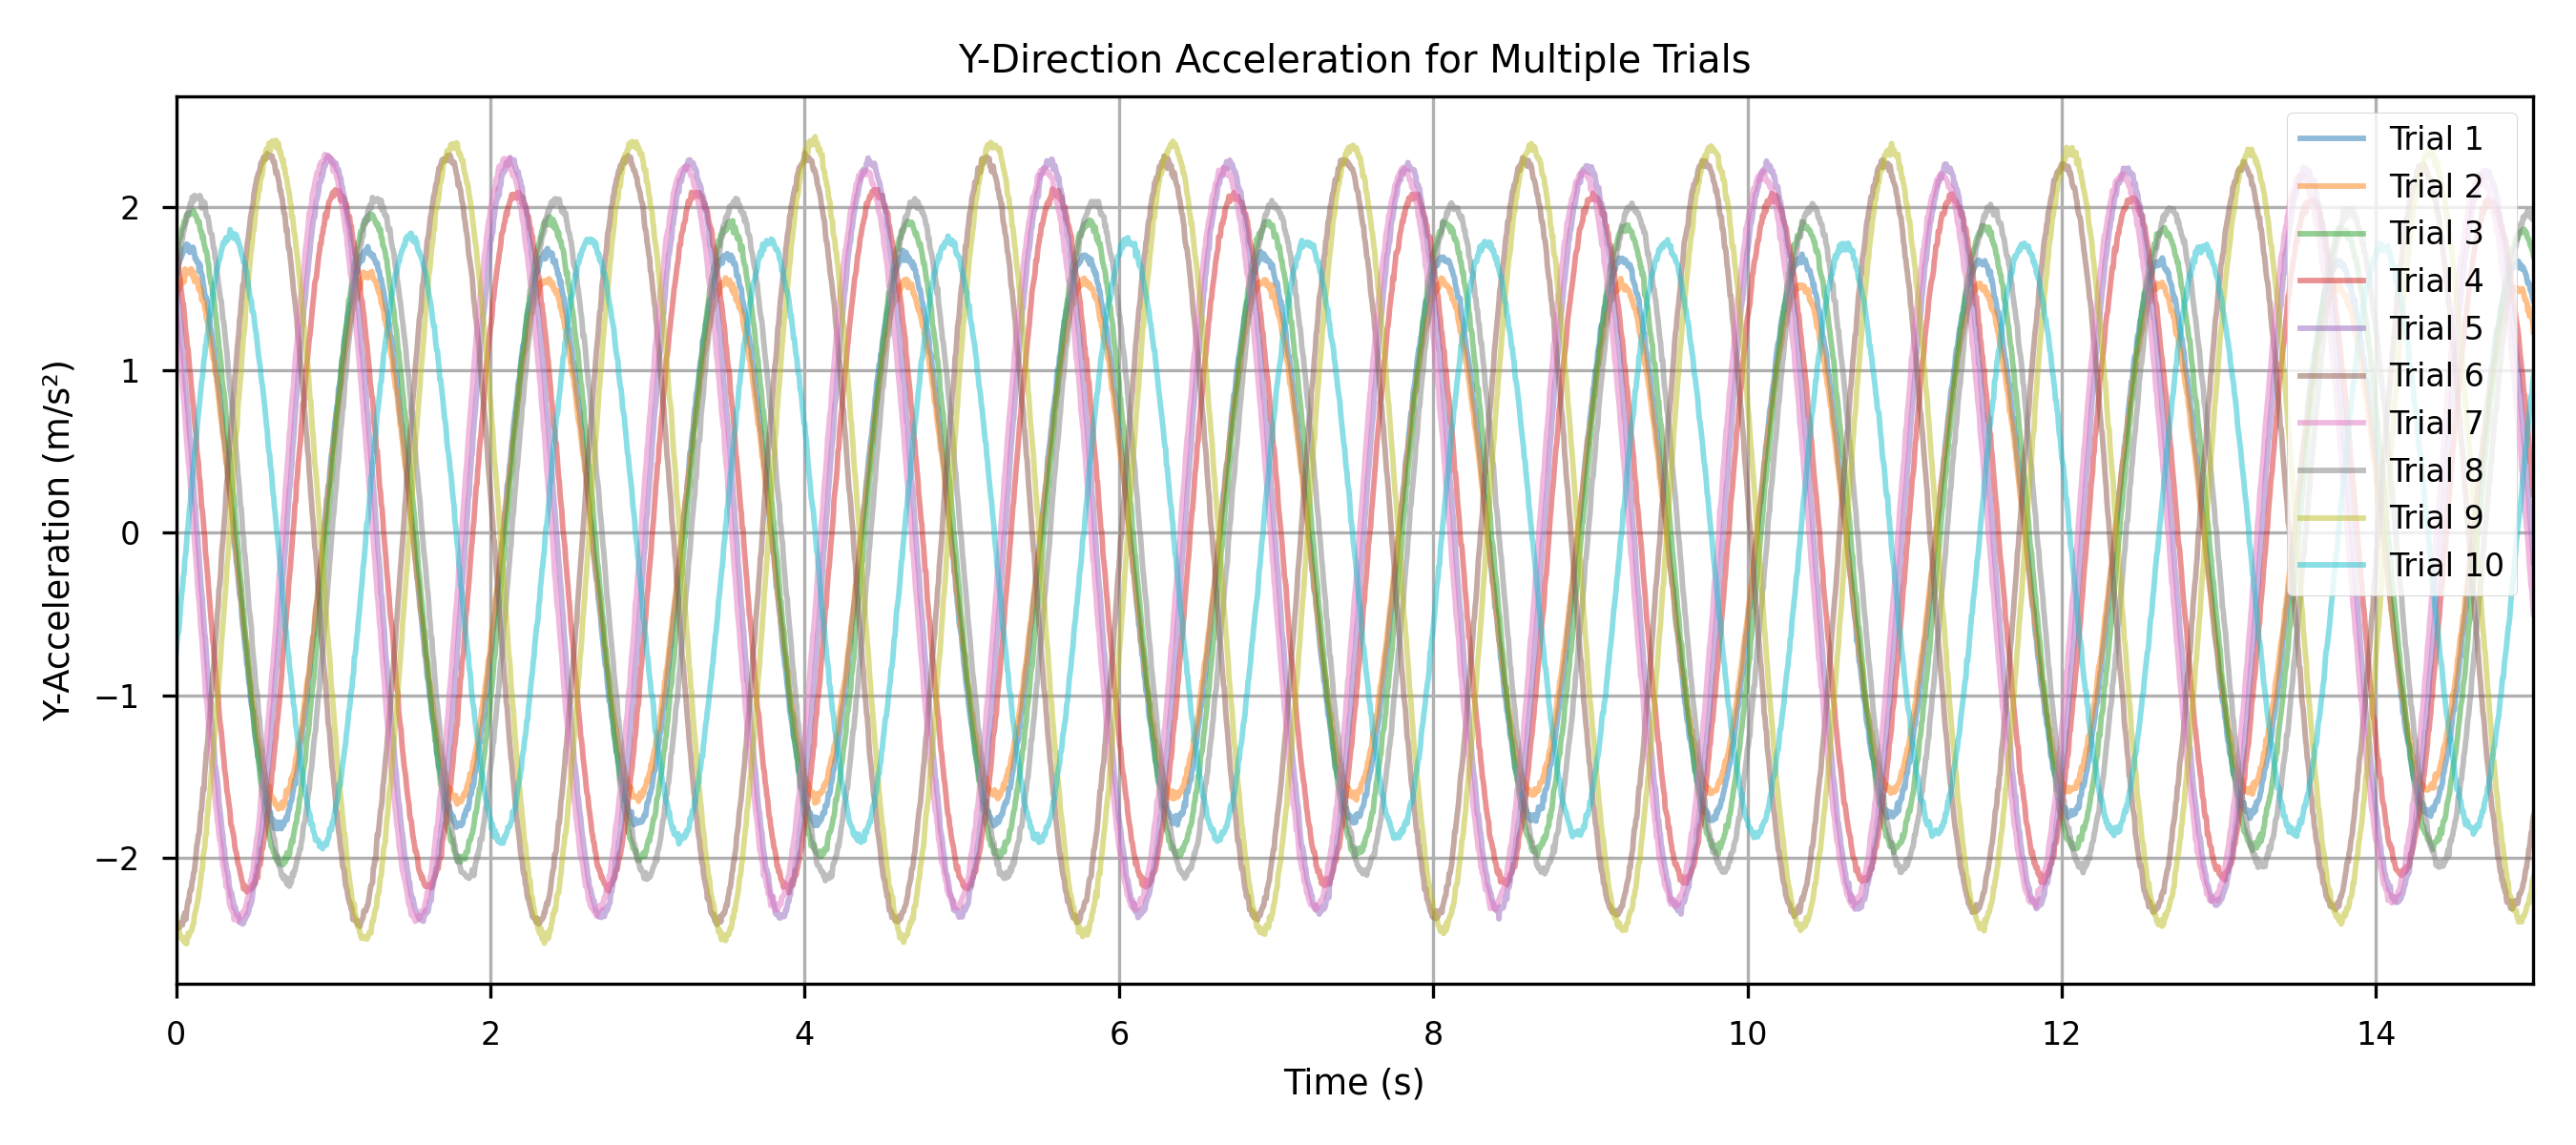 Y-Direction Acceleration for Multiple Trials
Y-Acceleration (m/s²)
2
1
0
−1
−2
0 2 4 6 8 10 12 14
Time (s)
Trial 1
Trial 2
Trial 3
Trial 4
Trial 5
Trial 6
Trial 7
Trial 8
Trial 9
Trial 10